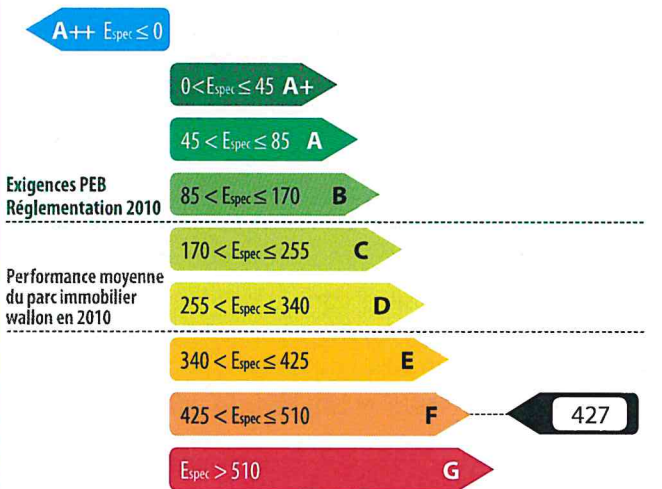 A++ Espec ≤ 0
0 < Espec ≤ 45 A+
45 < Espec ≤ 85 A
Exigences PEB
Réglementation 2010
85 < Espec ≤ 170 B
170 < Espec ≤ 255 C
Performance moyenne
du parc immobilier
wallon en 2010
255 < Espec ≤ 340 D
340 < Espec ≤ 425 E
425 < Espec ≤ 510 F
427
Espec > 510 G